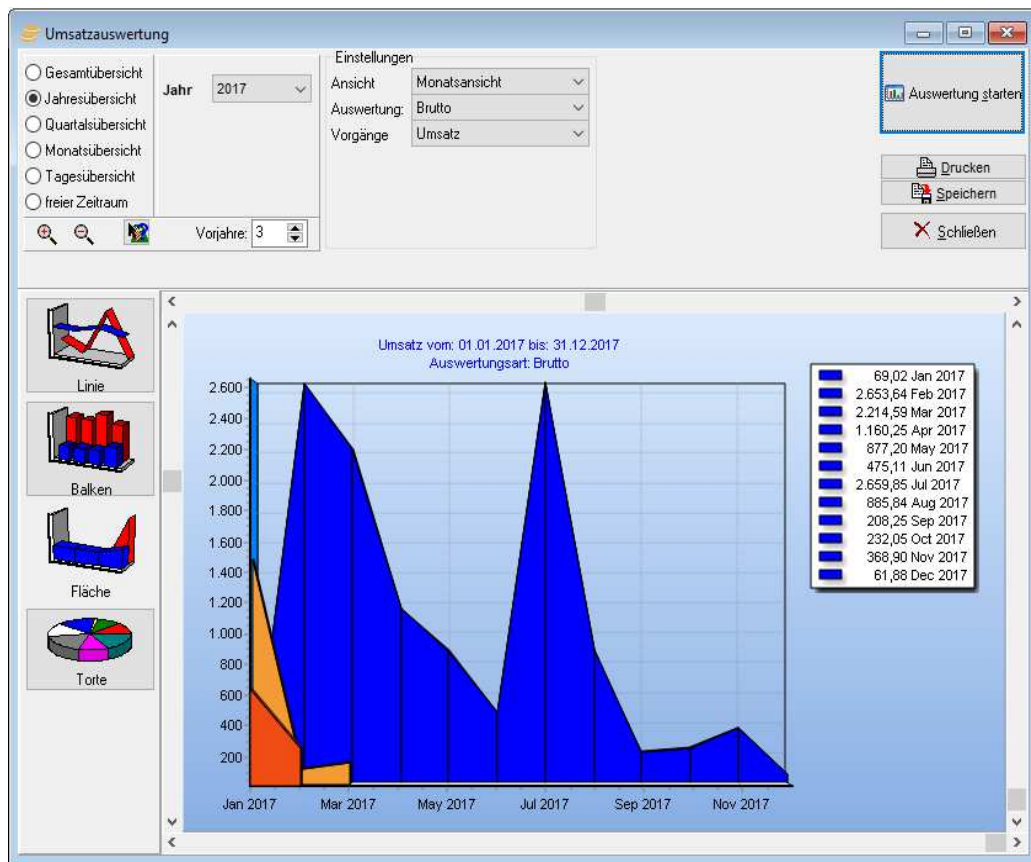 Umsatzauswertung
Gesamtübersicht
Jahresübersicht
Quartalsübersicht
Monatsübersicht
Tagesübersicht
freier Zeitraum
Jahr 2017
Einstellungen
Ansicht Monatsansicht
Auswertung: Brutto
Vorgänge Umsatz
Auswertung starten
Drucken
Speichern
Schließen
Vorjahre: 3
Linie
Balken
Fläche
Torte
Umsatz vom: 01.01.2017 bis: 31.12.2017
Auswertungsart: Brutto
2.600
2.400
2.200
2.000
1.800
1.600
1.400
1.200
1.000
800
600
400
200
Jan 2017 Mar 2017 May 2017 Jul 2017 Sep 2017 Nov 2017
69,02 Jan 2017
2.653,64 Feb 2017
2.214,59 Mar 2017
1.160,25 Apr 2017
877,20 May 2017
475,11 Jun 2017
2.659,85 Jul 2017
885,84 Aug 2017
208,25 Sep 2017
232,05 Oct 2017
368,90 Nov 2017
61,88 Dec 2017